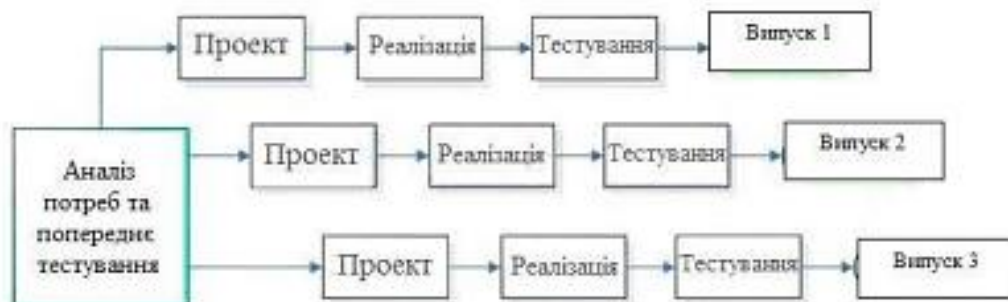 Проект
Реалізація
Тестування
Випуск 1
Проект
Реалізація
Тестування
Випуск 2
Аналіз
потреб та
попереднє
тестування
Проект
Реалізація
Тестування
Випуск 3